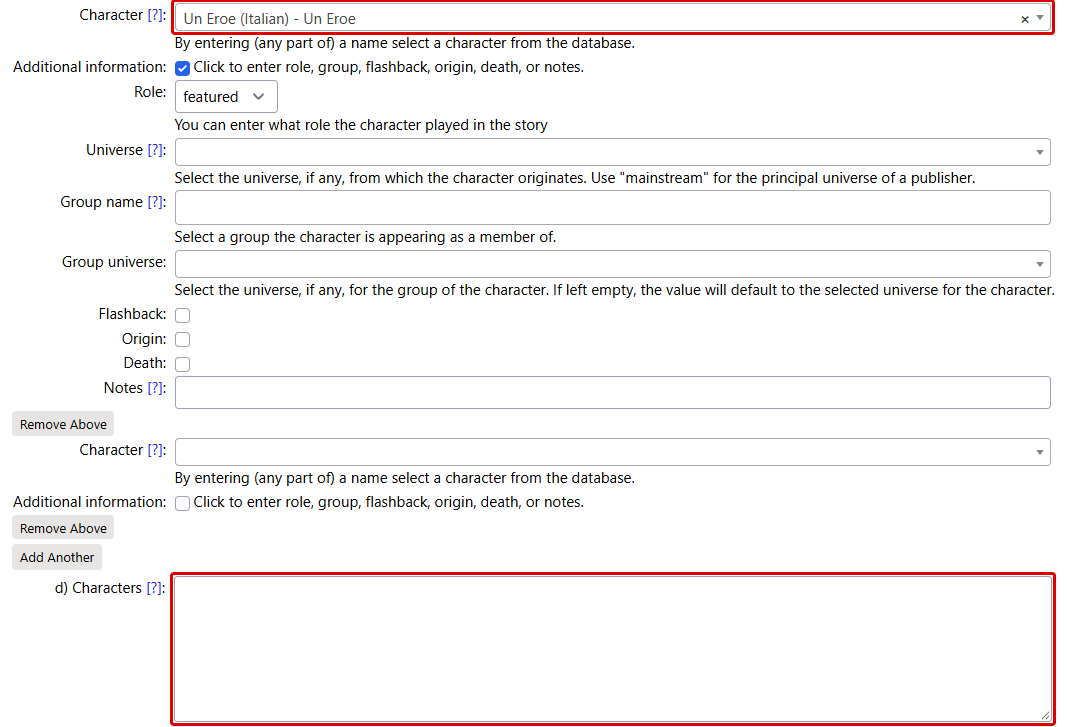 Character [?]: Un Eroe (Italian) - Un Eroe ×
By entering (any part of) a name select a character from the database.
Additional information: Click to enter role, group, flashback, origin, death, or notes.
Role: featured
You can enter what role the character played in the story
Universe [?]:
Select the universe, if any, from which the character originates. Use "mainstream" for the principal universe of a publisher.
Group name [?]:
Select a group the character is appearing as a member of.
Group universe:
Select the universe, if any, for the group of the character. If left empty, the value will default to the selected universe for the character.
Flashback:
Origin:
Death:
Notes [?]:
Remove Above
Character [?]:
By entering (any part of) a name select a character from the database.
Additional information: Click to enter role, group, flashback, origin, death, or notes.
Remove Above
Add Another
d) Characters [?]: